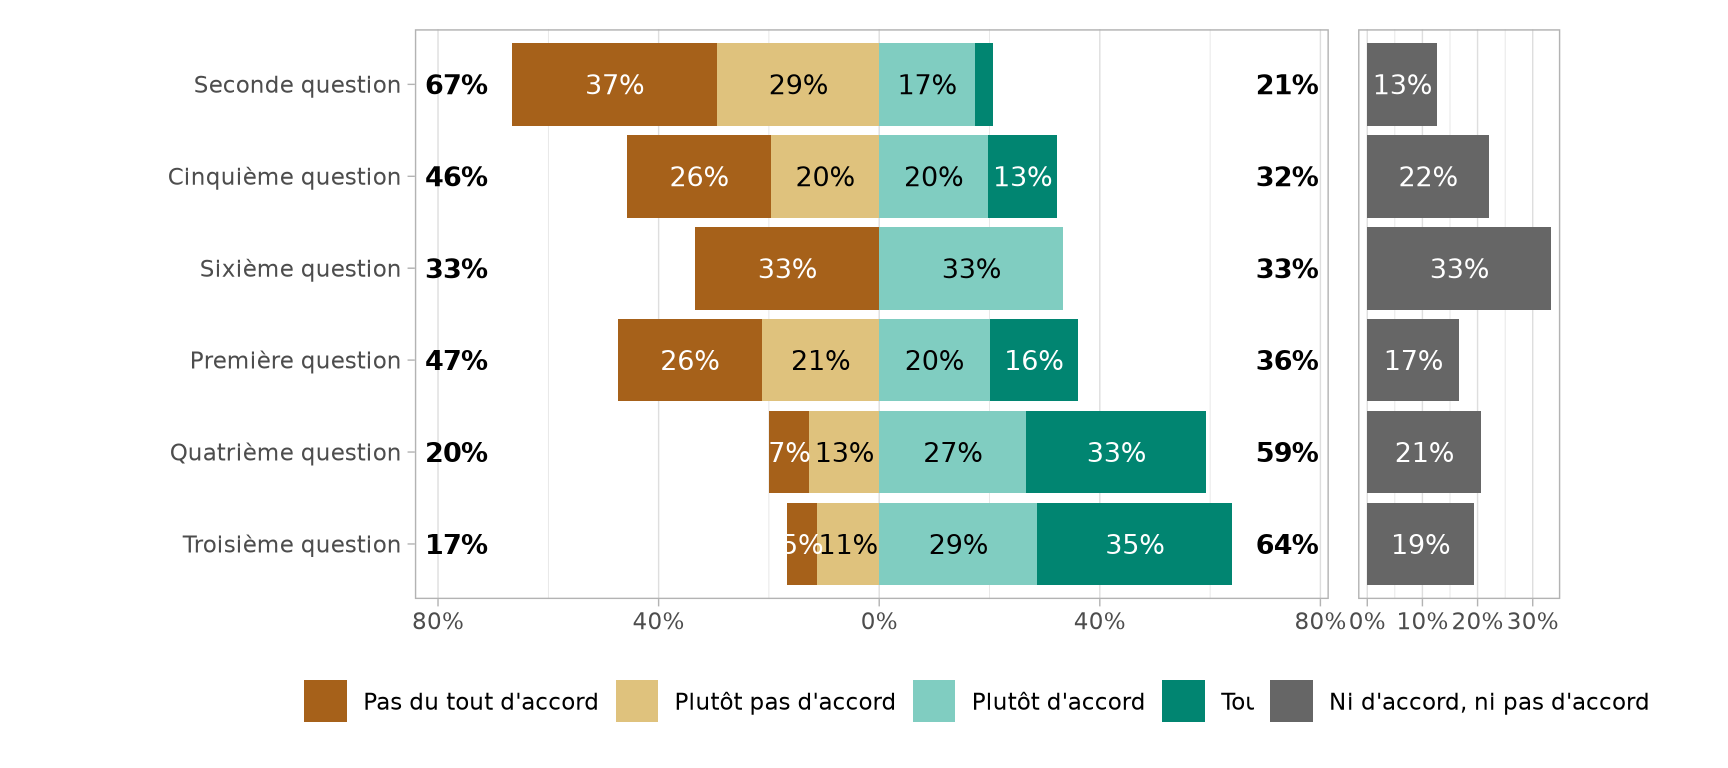 Seconde question 67% 37% 29% 17% 21% 13%
Cinquième question 46% 26% 20% 20% 13% 32% 22%
Sixième question 33% 33% 33% 33% 33%
Première question 47% 26% 21% 20% 16% 36% 17%
Quatrième question 20% 7% 13% 27% 33% 59% 21%
Troisième question 17% 5% 11% 29% 35% 64% 19%
80% 40% 0% 40% 80% 0% 10% 20% 30%
Pas du tout d'accord Plutôt pas d'accord Plutôt d'accord Ni d'accord, ni pas d'accord